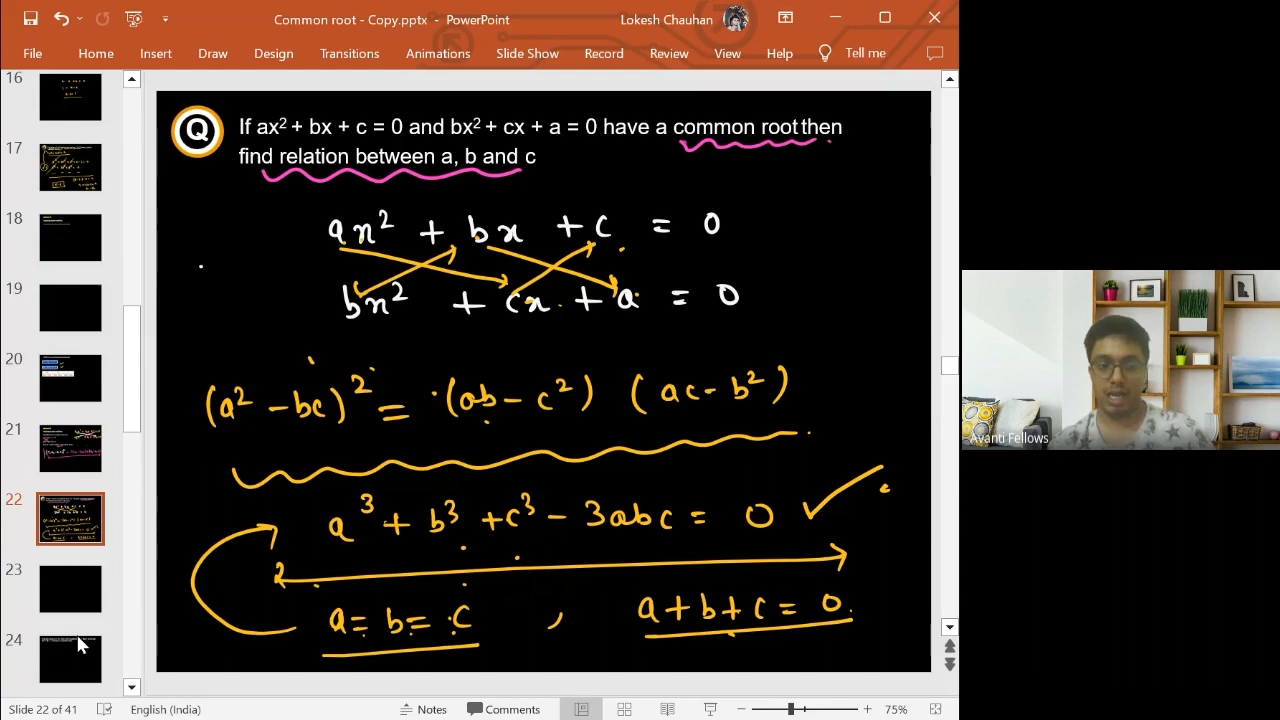 Common root - Copy.pptx - PowerPoint
Lokesh Chauhan
File Home Insert Draw Design Transitions Animations Slide Show Record Review View Help Tell me
16
17
18
19
20
21
22
23
24
Q
If ax² + bx + c = 0 and bx² + cx + a = 0 have a common root then
find relation between a, b and c
ax² + bx + c = 0
bx² + cx + a = 0
(a² - bc)² = (ab - c²) (ac - b²)
a³ + b³ + c³ - 3abc = 0
a = b = c , a + b + c = 0
Avanti Fellows
Slide 22 of 41 English (India) Notes Comments 75%